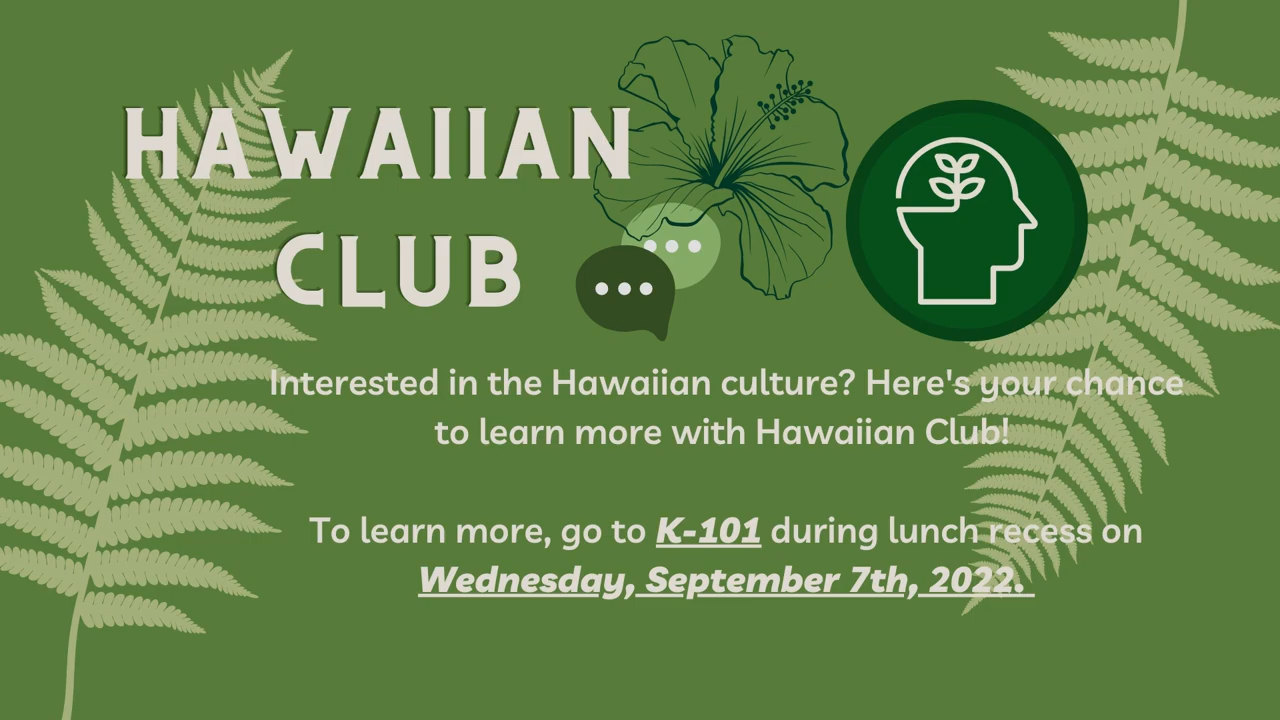 HAWAIIAN
CLUB
Interested in the Hawaiian culture? Here's your chance
to learn more with Hawaiian Club!
To learn more, go to K-101 during lunch recess on
Wednesday, September 7th, 2022.